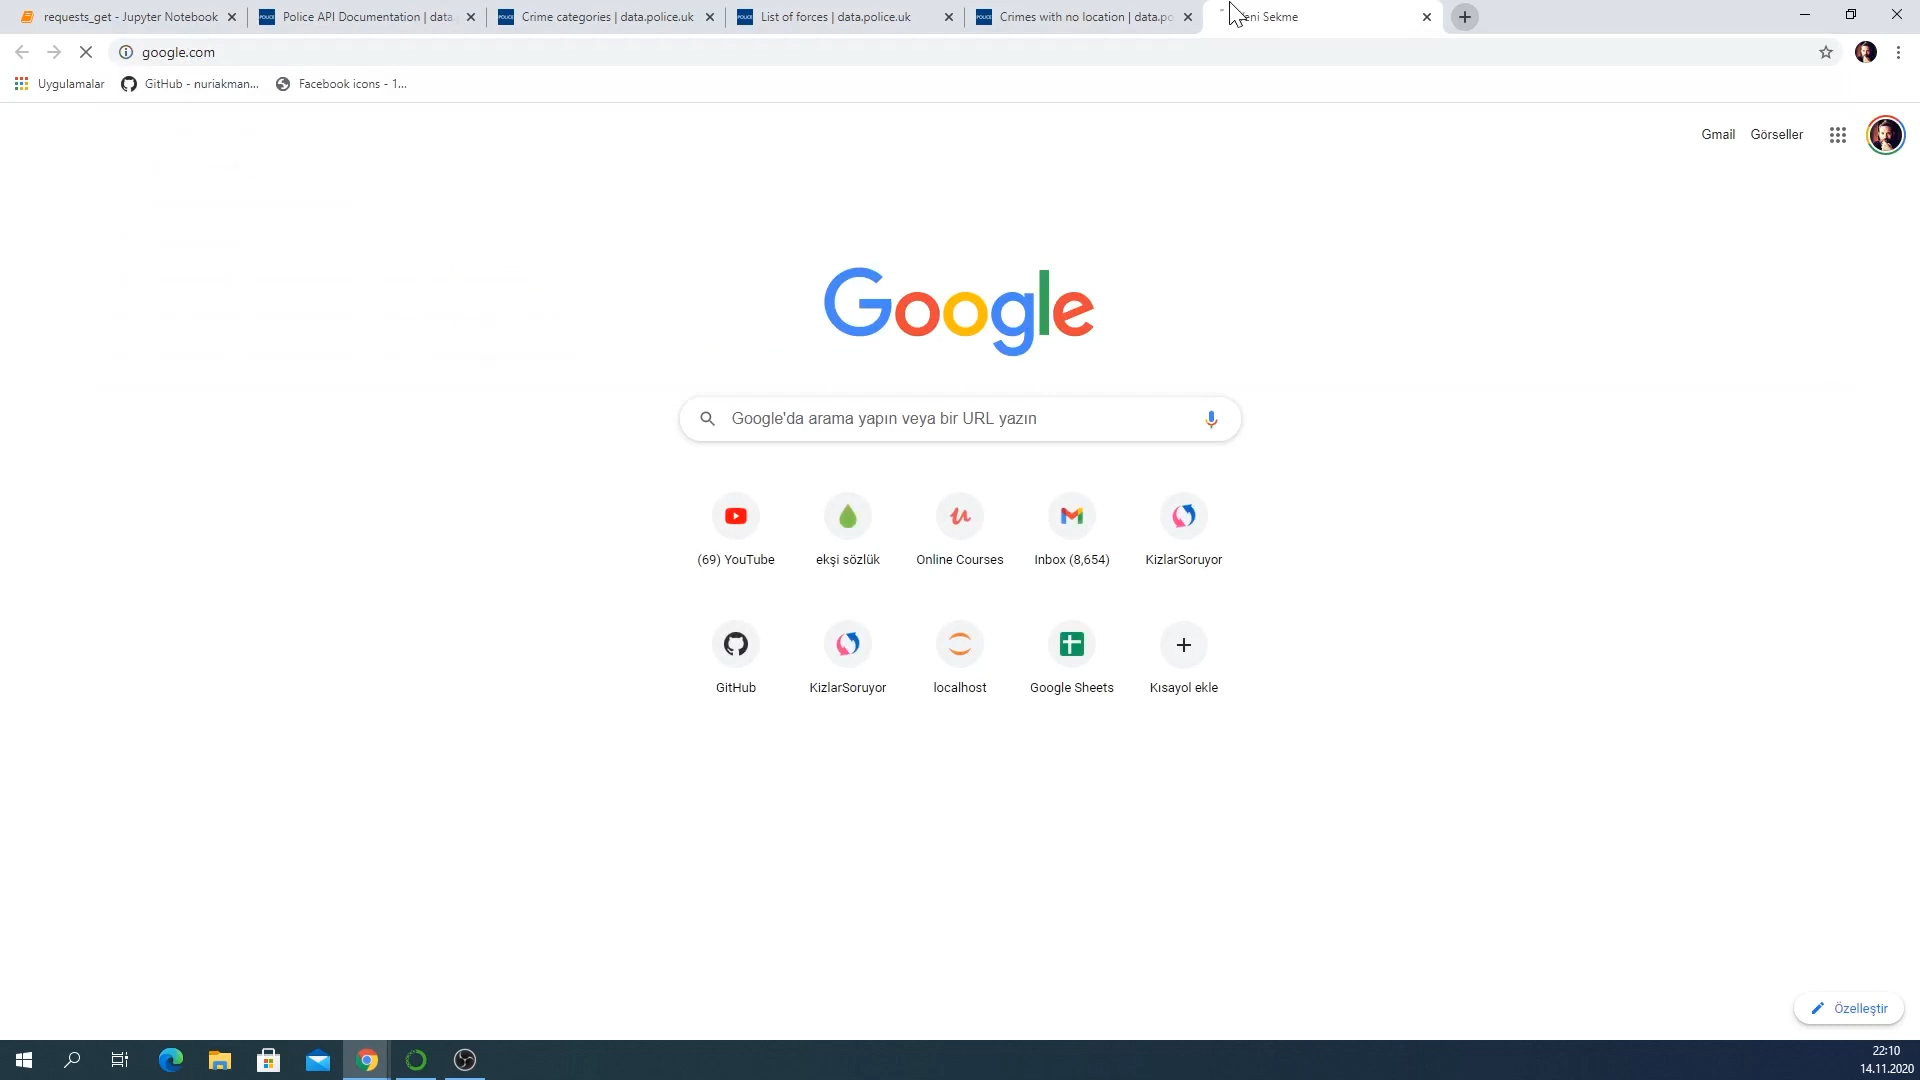 requests_get - Jupyter Notebook
Police API Documentation | data.
Crime categories | data.police.uk
List of forces | data.police.uk
Crimes with no location | data.po
eni Sekme
google.com
Uygulamalar
GitHub - nuriakman...
Facebook icons - 1...
Gmail
Görseller
Google
Google'da arama yapın veya bir URL yazın
(69) YouTube
ekşi sözlük
Online Courses
Inbox (8,654)
KizlarSoruyor
GitHub
KizlarSoruyor
localhost
Google Sheets
Kısayol ekle
Özelleştir
22:10
14.11.2020